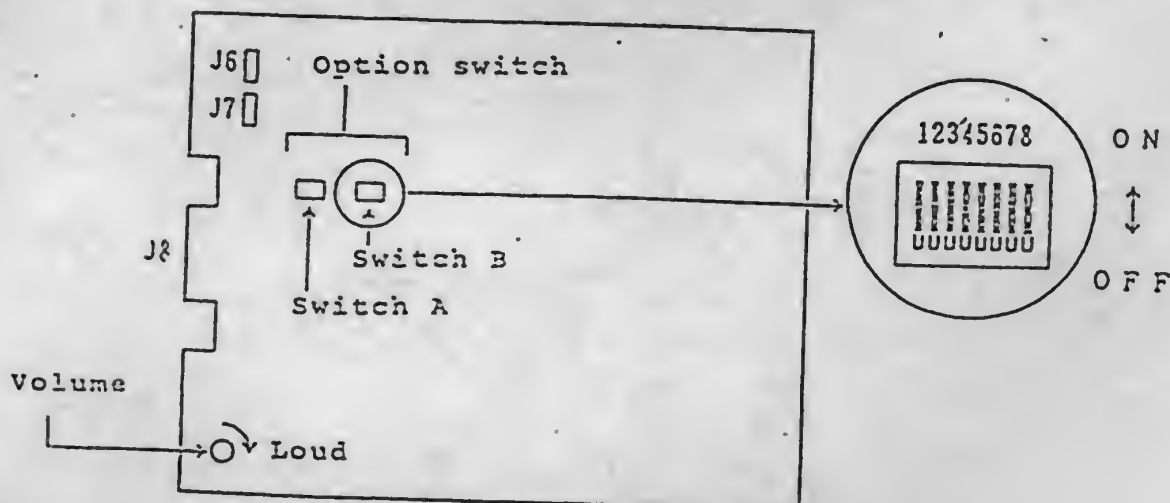 J6
Option switch
J7
12345678
ON
J8
Switch B
Switch A
OFF
Volume
Loud